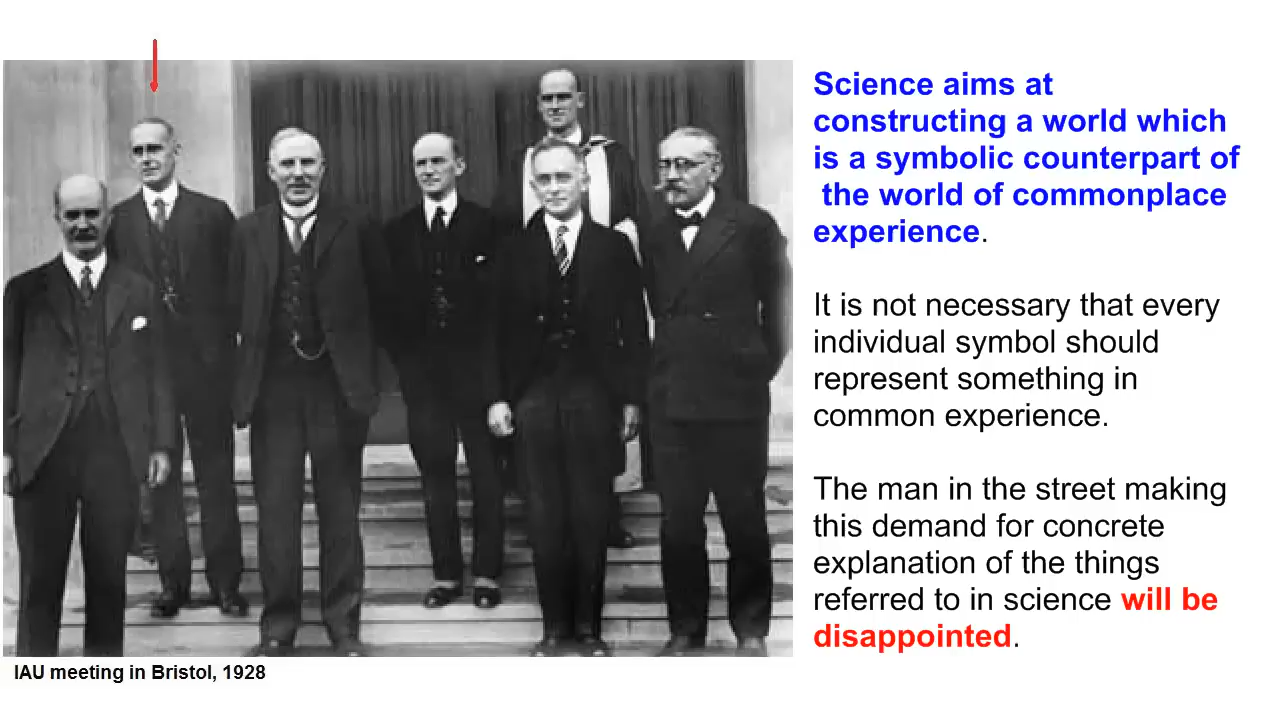 Science aims at
constructing a world which
is a symbolic counterpart of
the world of commonplace
experience.
It is not necessary that every
individual symbol should
represent something in
common experience.
The man in the street making
this demand for concrete
explanation of the things
referred to in science will be
disappointed.
IAU meeting in Bristol, 1928